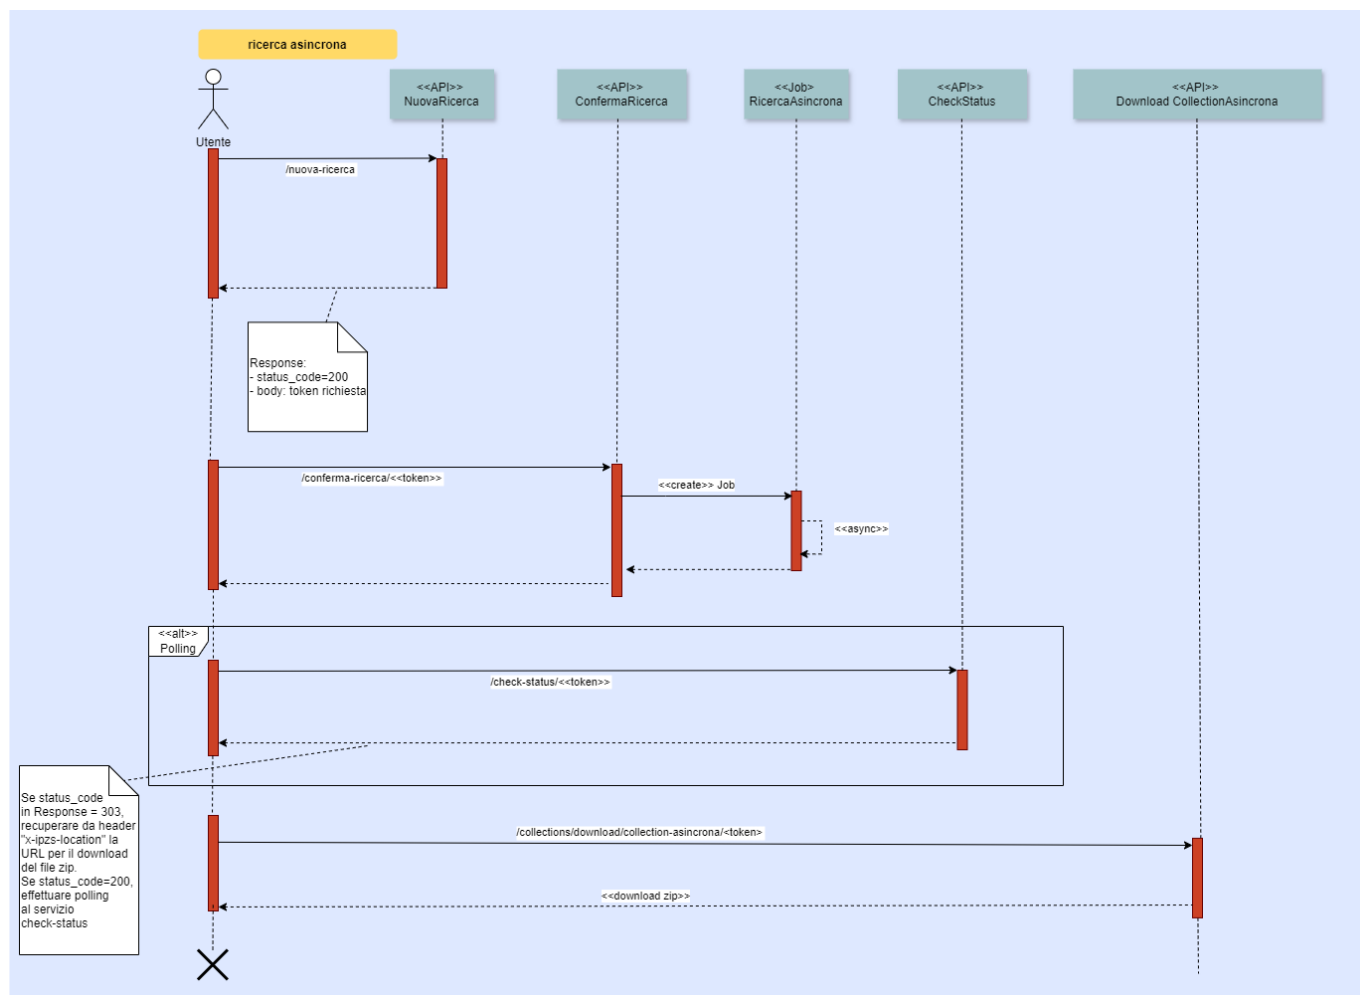 ricerca asincrona
<<API>>
NuovaRicerca
<<API>>
ConfermaRicerca
<<Job>
RicercaAsincrona
<<API>>
CheckStatus
<<API>>
Download CollectionAsincrona
Utente
/nuova-ricerca
Response:
- status_code=200
- body: token richiesta
/conferma-ricerca/<<token>>
<<create>> Job
<<async>>
<<alt>>
Polling
/check-status/<<token>>
Se status_code
in Response = 303,
recuperare da header
"x-ipzs-location" la
URL per il download
del file zip.
Se status_code=200,
effettuare polling
al servizio
check-status
/collections/download/collection-asincrona/<token>
<<download zip>>